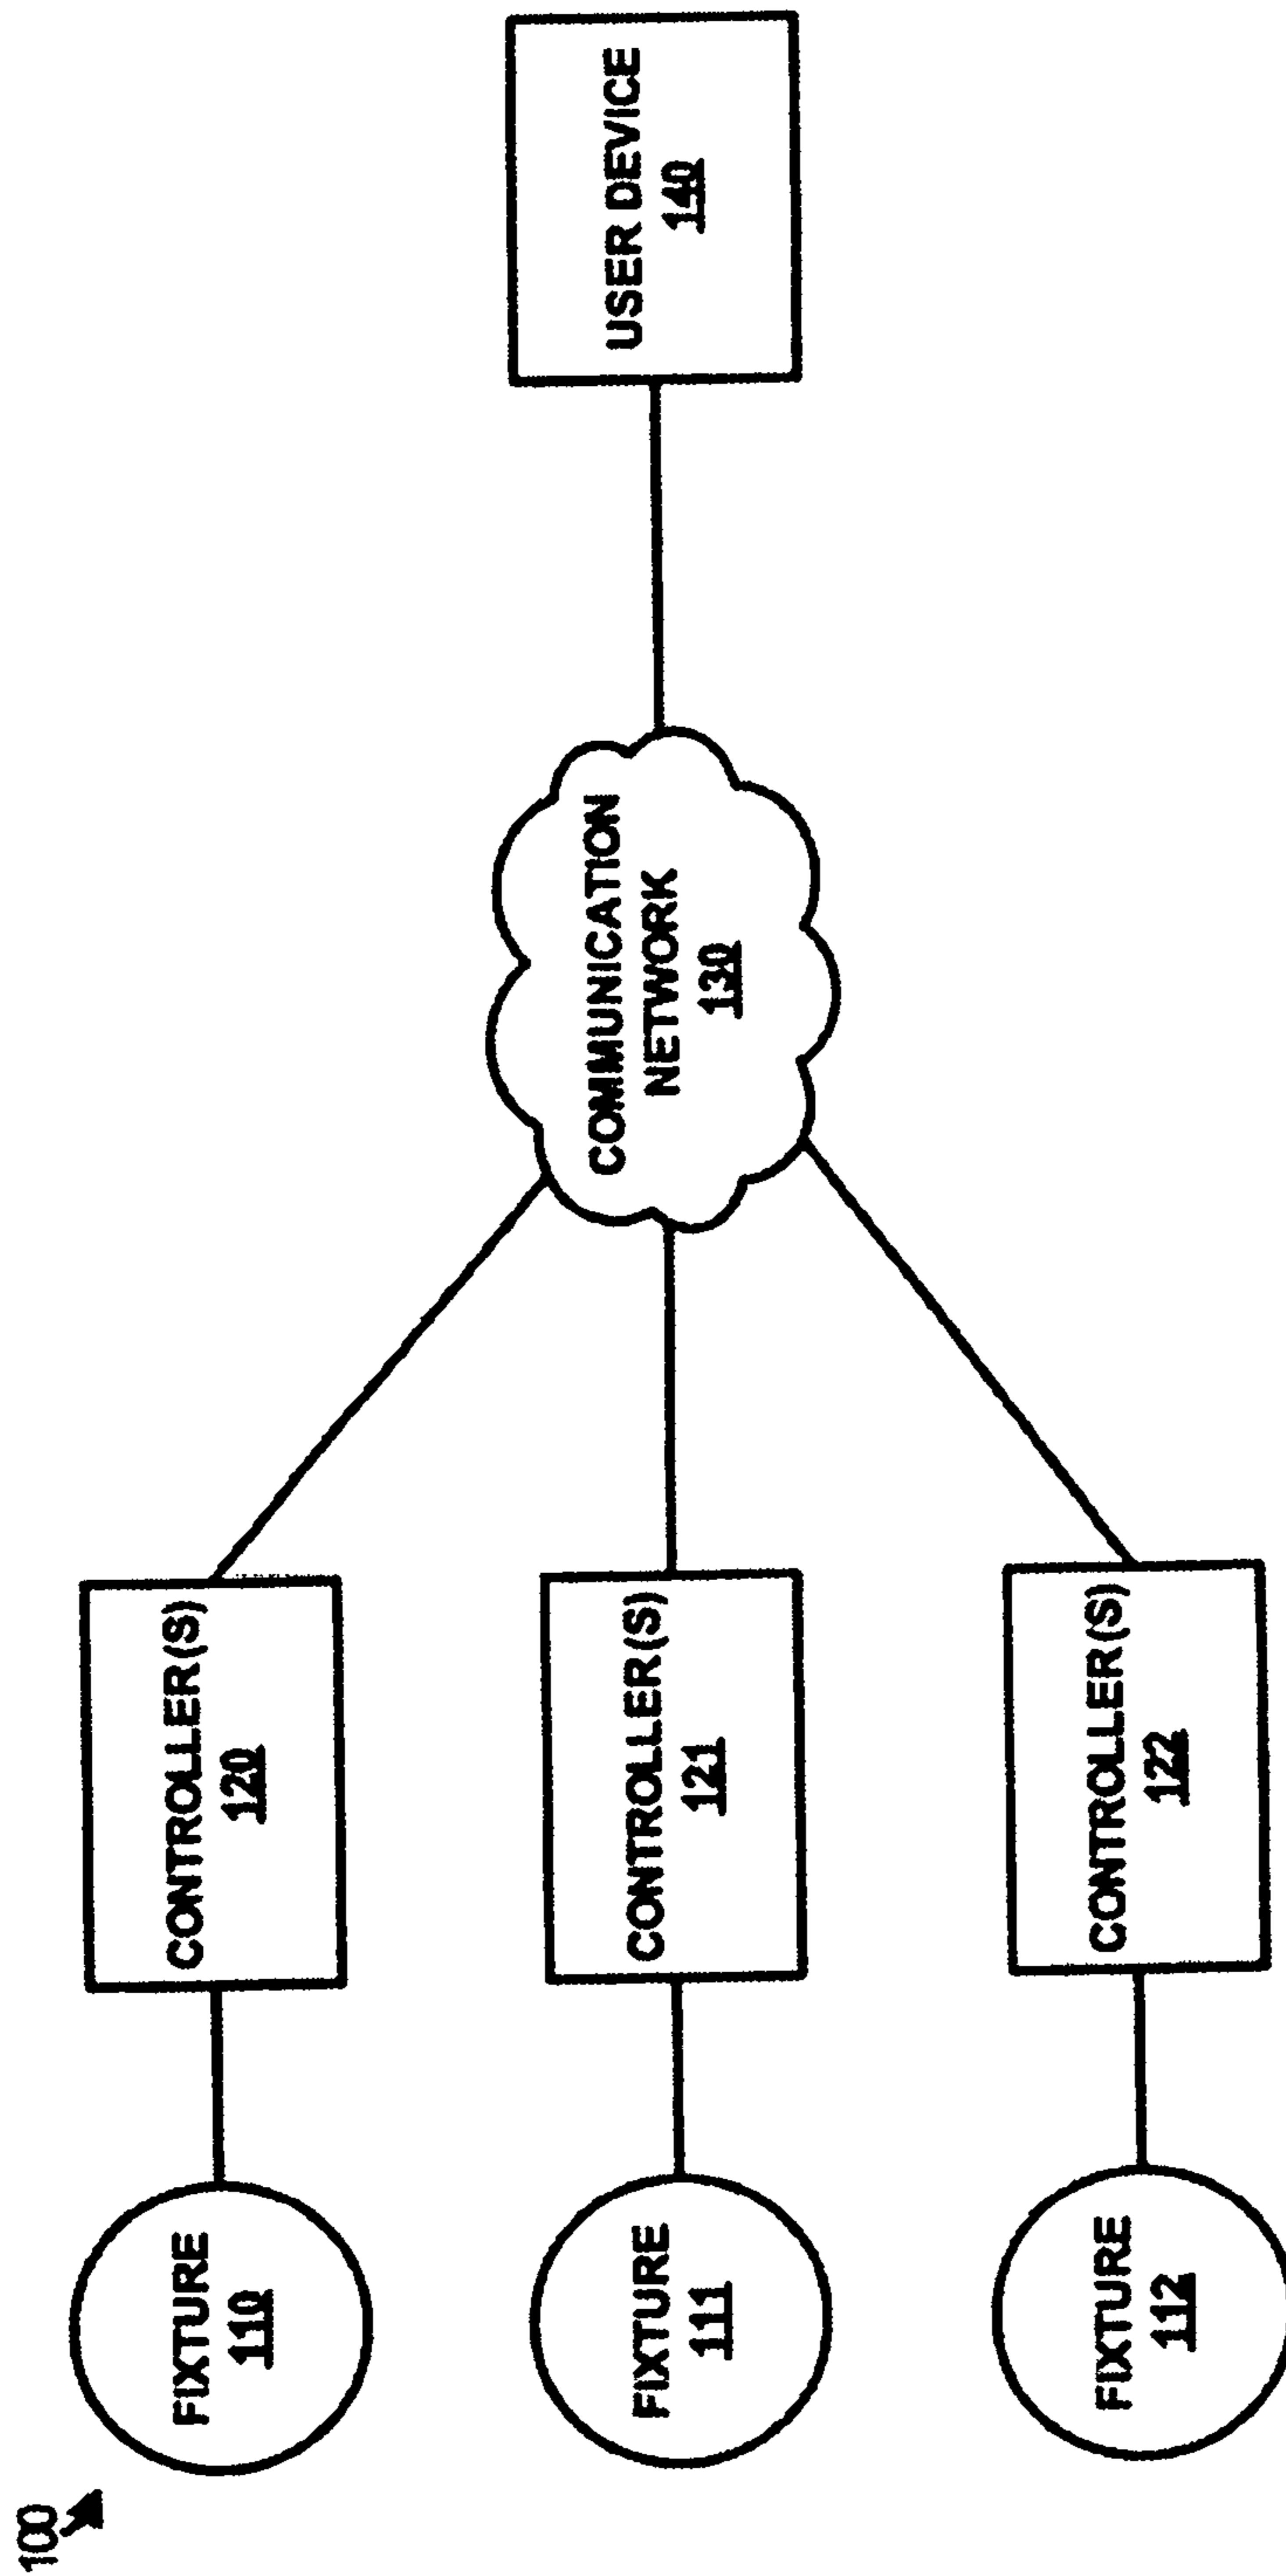 100
FIXTURE
110
CONTROLLER(S)
120
FIXTURE
111
CONTROLLER(S)
121
FIXTURE
112
CONTROLLER(S)
122
COMMUNICATION
NETWORK
130
USER DEVICE
140